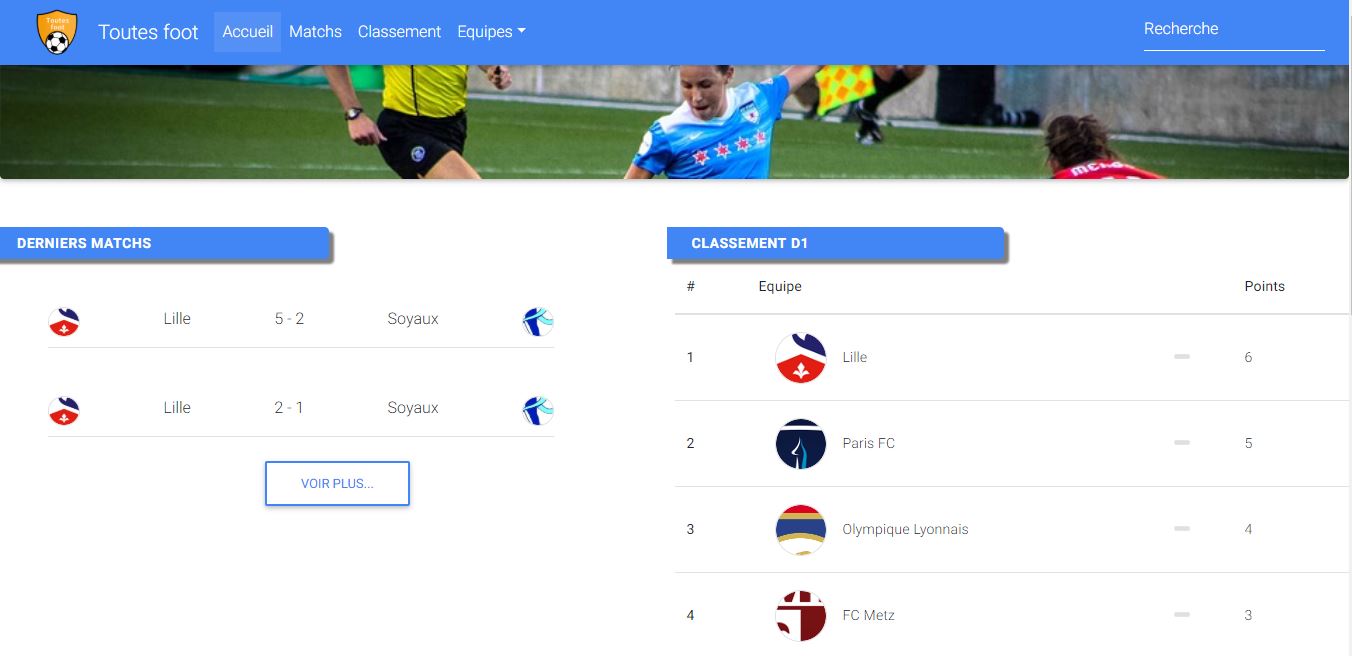 Toutes foot
Toutes foot Accueil Matchs Classement Equipes Recherche
DERNIERS MATCHS
Lille 5 - 2 Soyaux
Lille 2 - 1 Soyaux
VOIR PLUS...
CLASSEMENT D1
# Equipe Points
1 Lille 6
2 Paris FC 5
3 Olympique Lyonnais 4
4 FC Metz 3